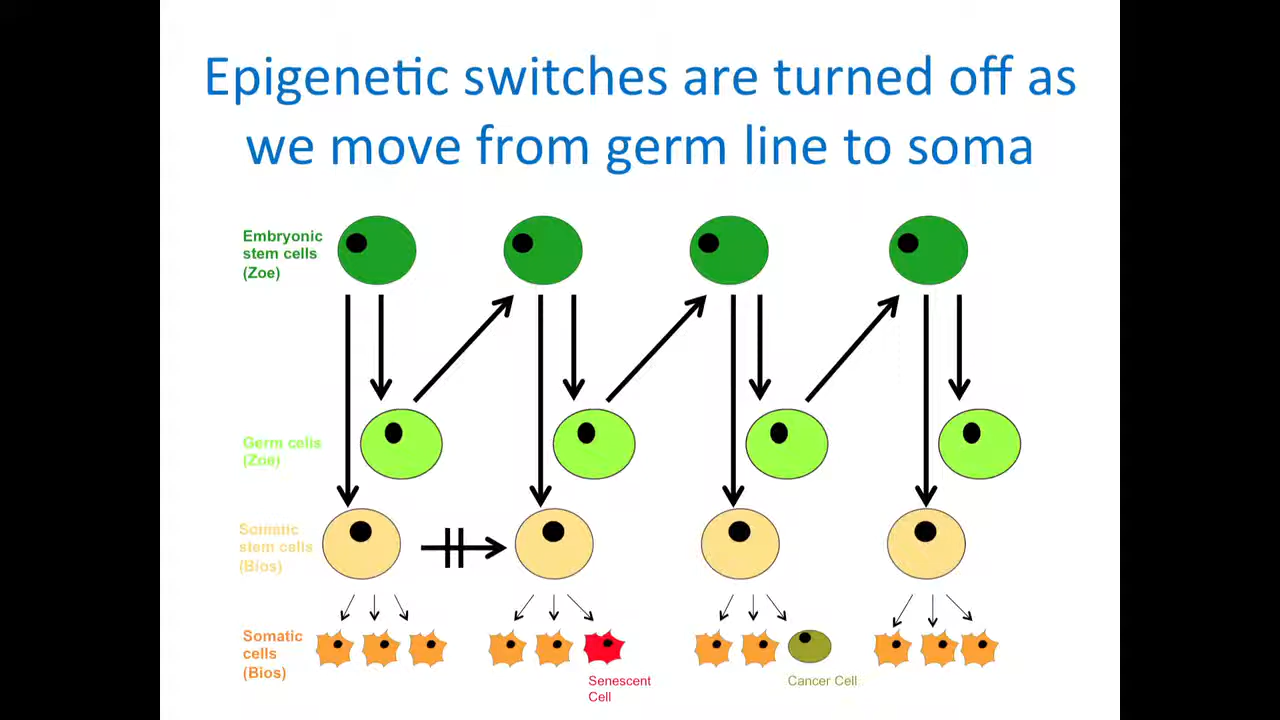 Epigenetic switches are turned off as
we move from germ line to soma
Embryonic
stem cells
(Zoe)
Germ cells
(Zoe)
Somatic
stem cells
(Bios)
Somatic
cells
(Bios)
Senescent
Cell
Cancer Cell